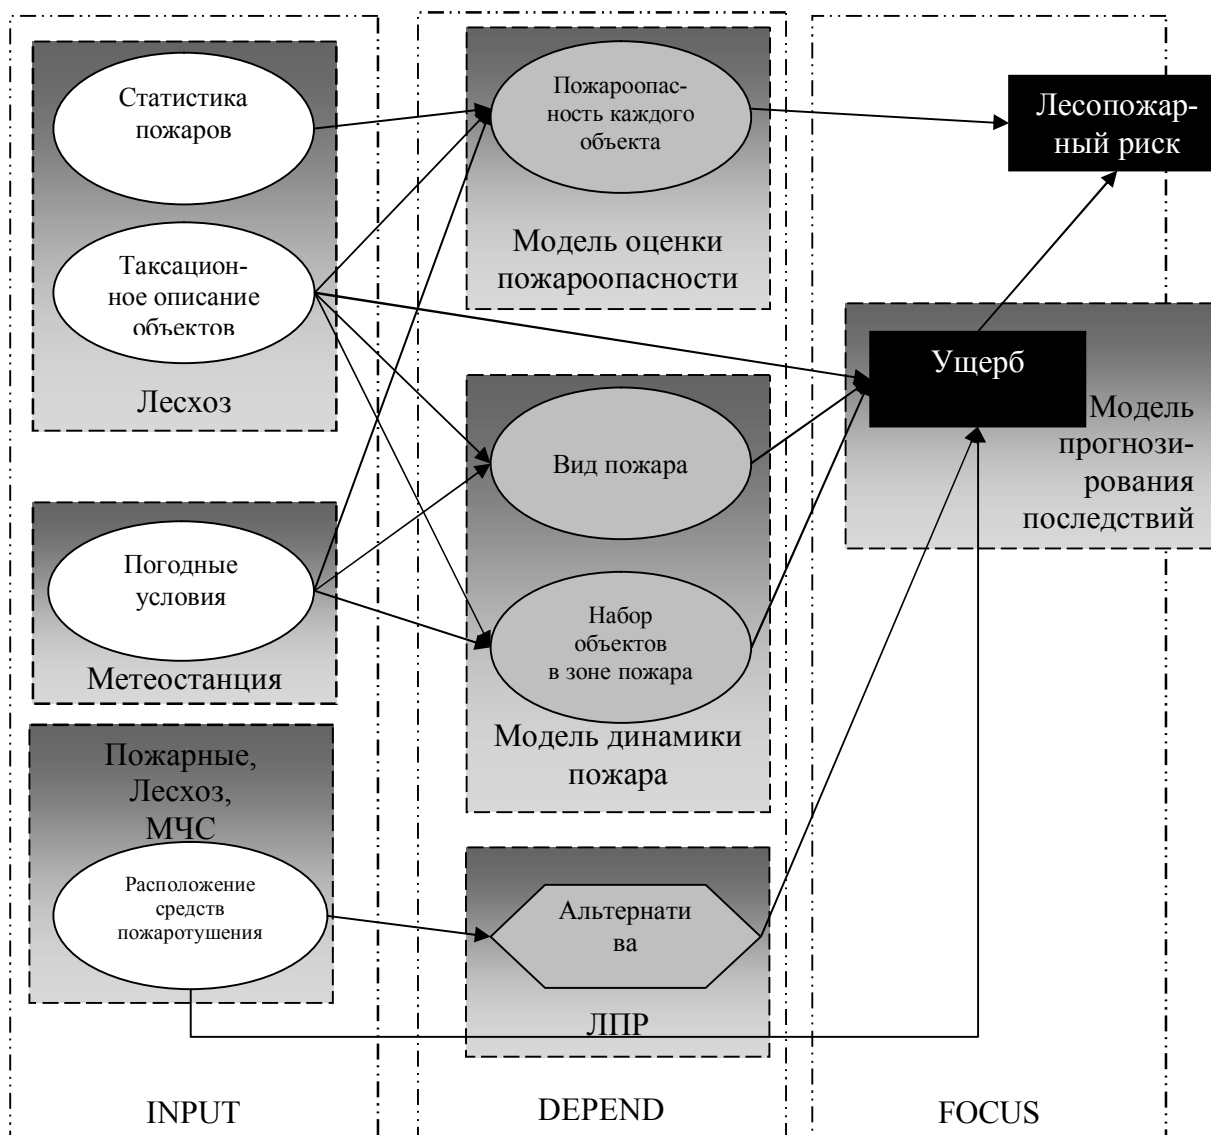 Статистика
пожаров
Таксацион-
ное описание
объектов
Лесхоз
Погодные
условия
Метеостанция
Пожарные,
Лесхоз,
МЧС
Расположение
средств
пожаротушения
INPUT
Пожароопас-
ность каждого
объекта
Модель оценки
пожароопасности
Вид пожара
Набор
объектов
в зоне пожара
Модель динамики
пожара
Альтернати
ва
ЛПР
DEPEND
Лесопожар-
ный риск
Ущерб
Модель
прогнози-
рования
последствий
FOCUS